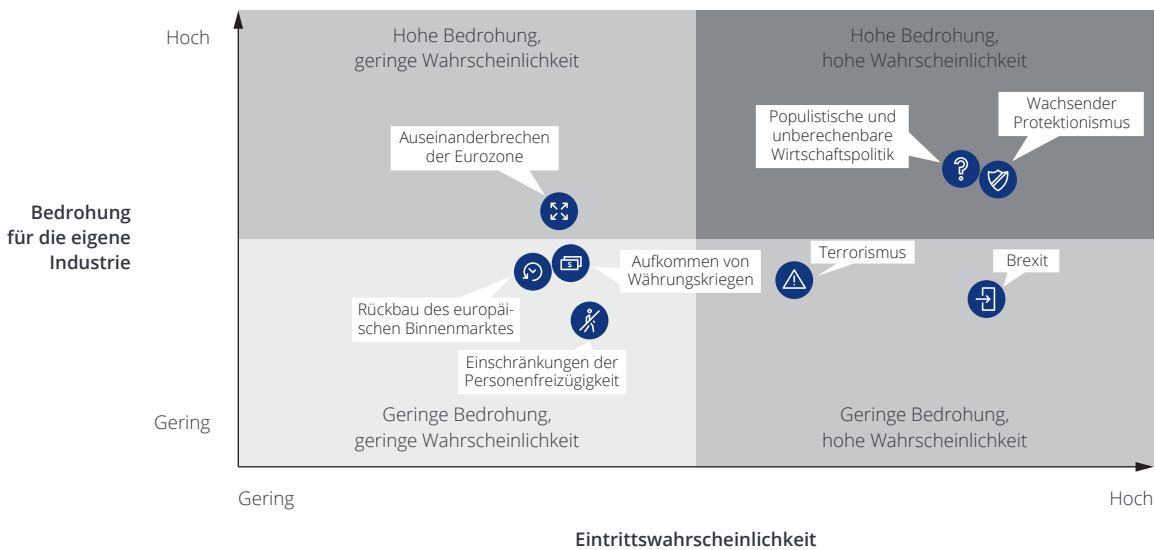 Hoch
Hohe Bedrohung,
geringe Wahrscheinlichkeit
Hohe Bedrohung,
hohe Wahrscheinlichkeit
Auseinanderbrechen
der Eurozone
Populistische und
unberechenbare
Wirtschaftspolitik
Wachsender
Protektionismus
Bedrohung
für die eigene
Industrie
Rückbau des europäi-
schen Binnenmarktes
Aufkommen von
Währungskriegen
Einschränkungen der
Personenfreizügigkeit
Terrorismus
Brexit
Gering
Geringe Bedrohung,
geringe Wahrscheinlichkeit
Geringe Bedrohung,
hohe Wahrscheinlichkeit
Gering
Hoch
Eintrittswahrscheinlichkeit